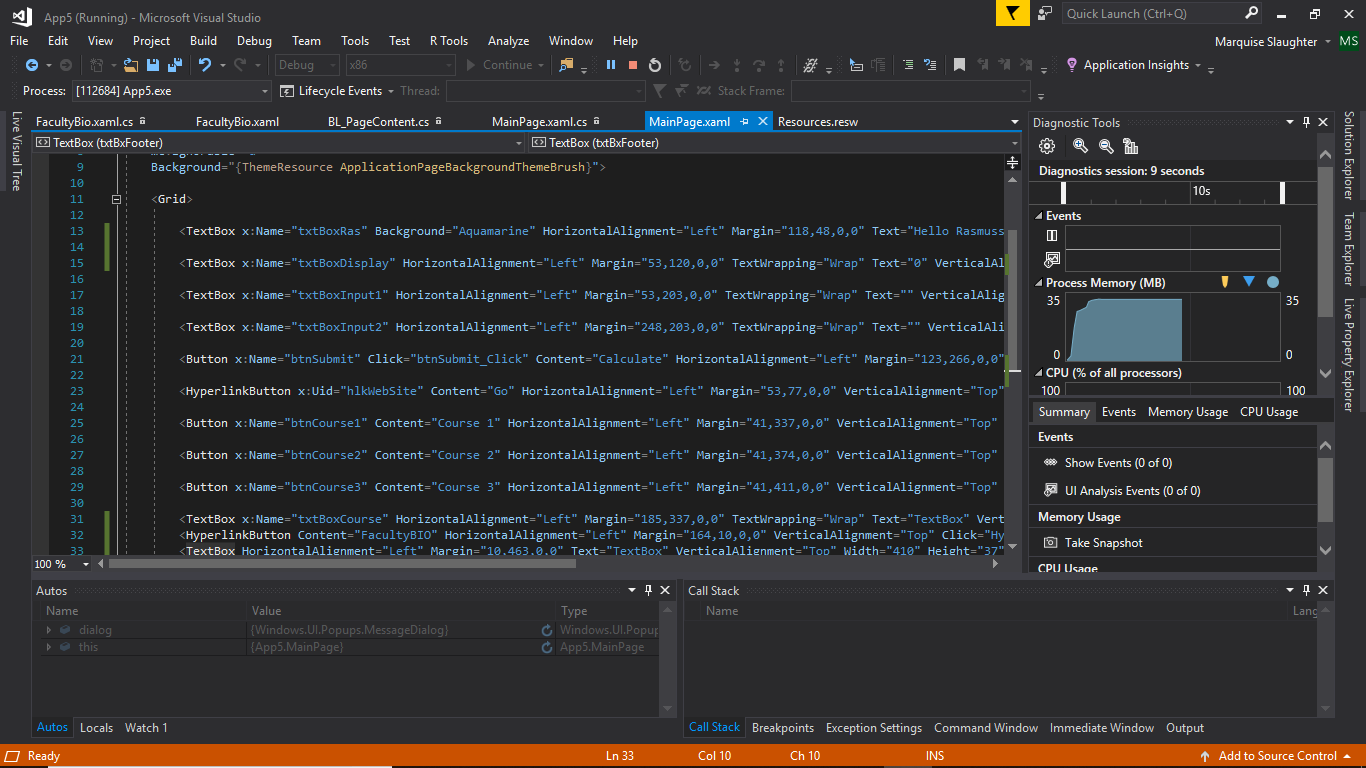 App5 (Running) - Microsoft Visual Studio
Quick Launch (Ctrl+Q)
File Edit View Project Build Debug Team Tools Test R Tools Analyze Window Help
Marquise Slaughter MS
Debug x86 Continue Application Insights
Process: [112684] App5.exe Lifecycle Events Thread: Stack Frame:
FacultyBio.xaml.cs FacultyBio.xaml BL_PageContent.cs MainPage.xaml.cs MainPage.xaml Resources.resw
TextBox (txtBxFooter) TextBox (txtBxFooter)
Live Visual Tree
9 Background="{ThemeResource ApplicationPageBackgroundThemeBrush}">
10
11 <Grid>
12
13 <TextBox x:Name="txtBoxRas" Background="Aquamarine" HorizontalAlignment="Left" Margin="118,48,0,0" Text="Hello Rasmuss
14
15 <TextBox x:Name="txtBoxDisplay" HorizontalAlignment="Left" Margin="53,120,0,0" TextWrapping="Wrap" Text="0" VerticalAl
16
17 <TextBox x:Name="txtBoxInput1" HorizontalAlignment="Left" Margin="53,203,0,0" TextWrapping="Wrap" Text="" VerticalAlig
18
19 <TextBox x:Name="txtBoxInput2" HorizontalAlignment="Left" Margin="248,203,0,0" TextWrapping="Wrap" Text="" VerticalAli
20
21 <Button x:Name="btnSubmit" Click="btnSubmit_Click" Content="Calculate" HorizontalAlignment="Left" Margin="123,266,0,0"
22
23 <HyperlinkButton x:Uid="hlkWebSite" Content="Go" HorizontalAlignment="Left" Margin="53,77,0,0" VerticalAlignment="Top"
24
25 <Button x:Name="btnCourse1" Content="Course 1" HorizontalAlignment="Left" Margin="41,337,0,0" VerticalAlignment="Top"
26
27 <Button x:Name="btnCourse2" Content="Course 2" HorizontalAlignment="Left" Margin="41,374,0,0" VerticalAlignment="Top"
28
29 <Button x:Name="btnCourse3" Content="Course 3" HorizontalAlignment="Left" Margin="41,411,0,0" VerticalAlignment="Top"
30
31 <TextBox x:Name="txtBoxCourse" HorizontalAlignment="Left" Margin="185,337,0,0" TextWrapping="Wrap" Text="TextBox" Vert
32 <HyperlinkButton Content="FacultyBIO" HorizontalAlignment="Left" Margin="164,10,0,0" VerticalAlignment="Top" Click="Hy
33 <TextBox HorizontalAlignment="Left" Margin="10,463,0,0" Text="TextBox" VerticalAlignment="Top" Width="410" Height="37"
100 %
Diagnostic Tools
Diagnostics session: 9 seconds
10s
Events
Process Memory (MB)
35 35
0 0
CPU (% of all processors)
100 100
Summary Events Memory Usage CPU Usage
Events
Show Events (0 of 0)
UI Analysis Events (0 of 0)
Memory Usage
Take Snapshot
CPU Usage
Solution Explorer
Team Explorer
Live Property Explorer
Autos
Name Value Type
dialog {Windows.UI.Popups.MessageDialog} Windows.UI.Popup
this {App5.MainPage} App5.MainPage
Autos Locals Watch 1
Call Stack
Name Lang
Call Stack Breakpoints Exception Settings Command Window Immediate Window Output
Ready Ln 33 Col 10 Ch 10 INS Add to Source Control